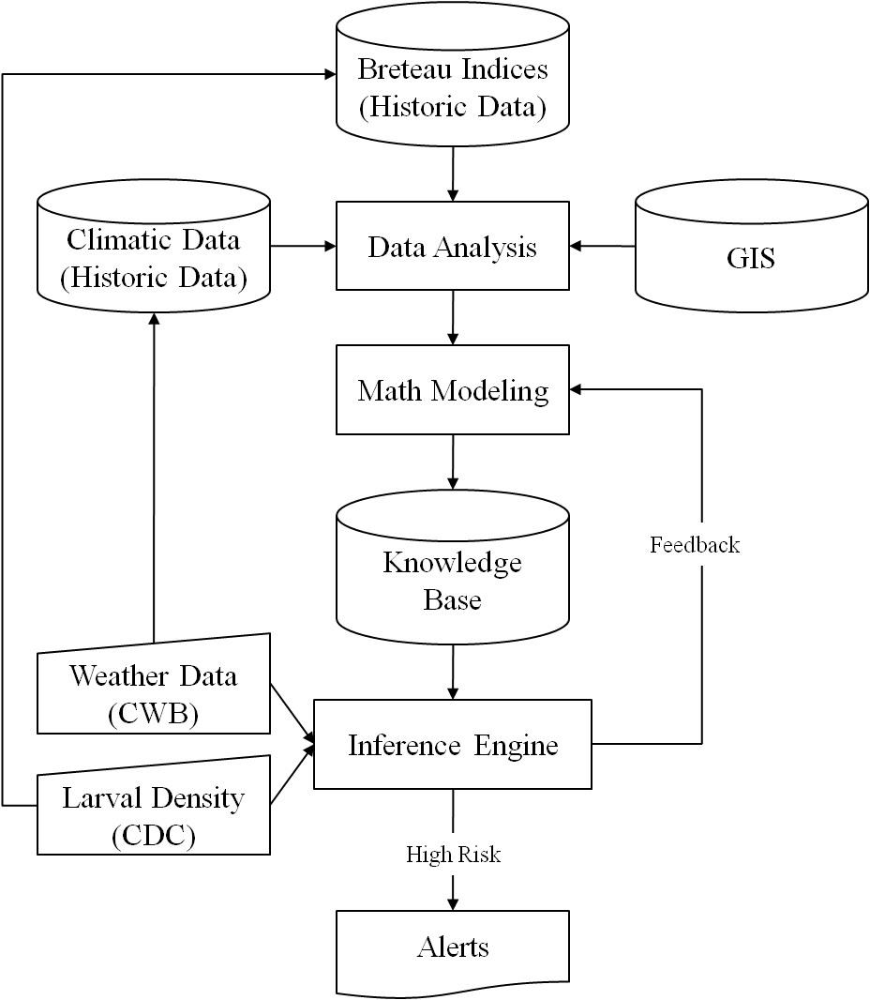 Breteau Indices
(Historic Data)
Climatic Data
(Historic Data)
Data Analysis
GIS
Math Modeling
Knowledge
Base
Feedback
Weather Data
(CWB)
Inference Engine
Larval Density
(CDC)
High Risk
Alerts